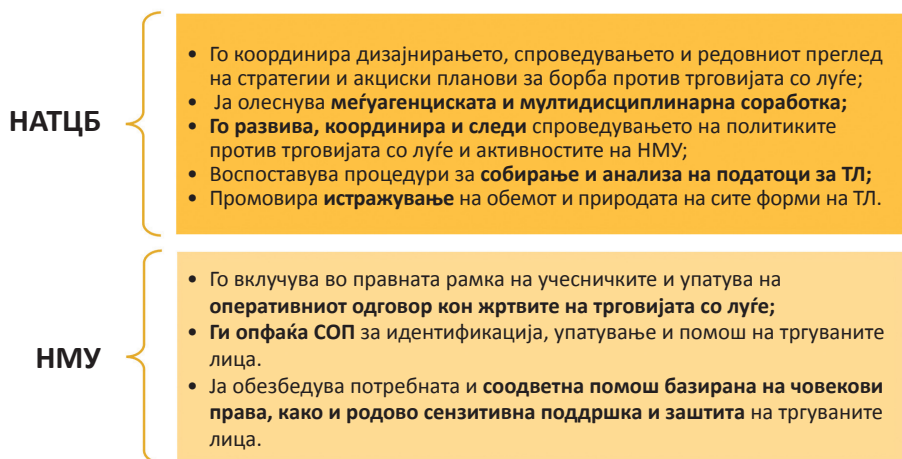 НАТЦБ
• Го координира дизајнирањето, спроведувањето и редовниот преглед
на стратегии и акциски планови за борба против трговијата со луѓе;
• Ја олеснува меѓуагенциската и мултидисциплинарна соработка;
• Го развива, координира и следи спроведувањето на политиките
против трговијата со луѓе и активностите на НМУ;
• Воспоставува процедури за собирање и анализа на податоци за ТЛ;
• Промовира истражување на обемот и природата на сите форми на ТЛ.
НМУ
• Го вклучува во правната рамка на учесничките и упатува на
оперативниот одговор кон жртвите на трговијата со луѓе;
• Ги опфаќа СОП за идентификација, упатување и помош на тргуваните
лица.
• Ја обезбедува потребната и соодветна помош базирана на човекови
права, како и родово сензитивна поддршка и заштита на тргуваните
лица.